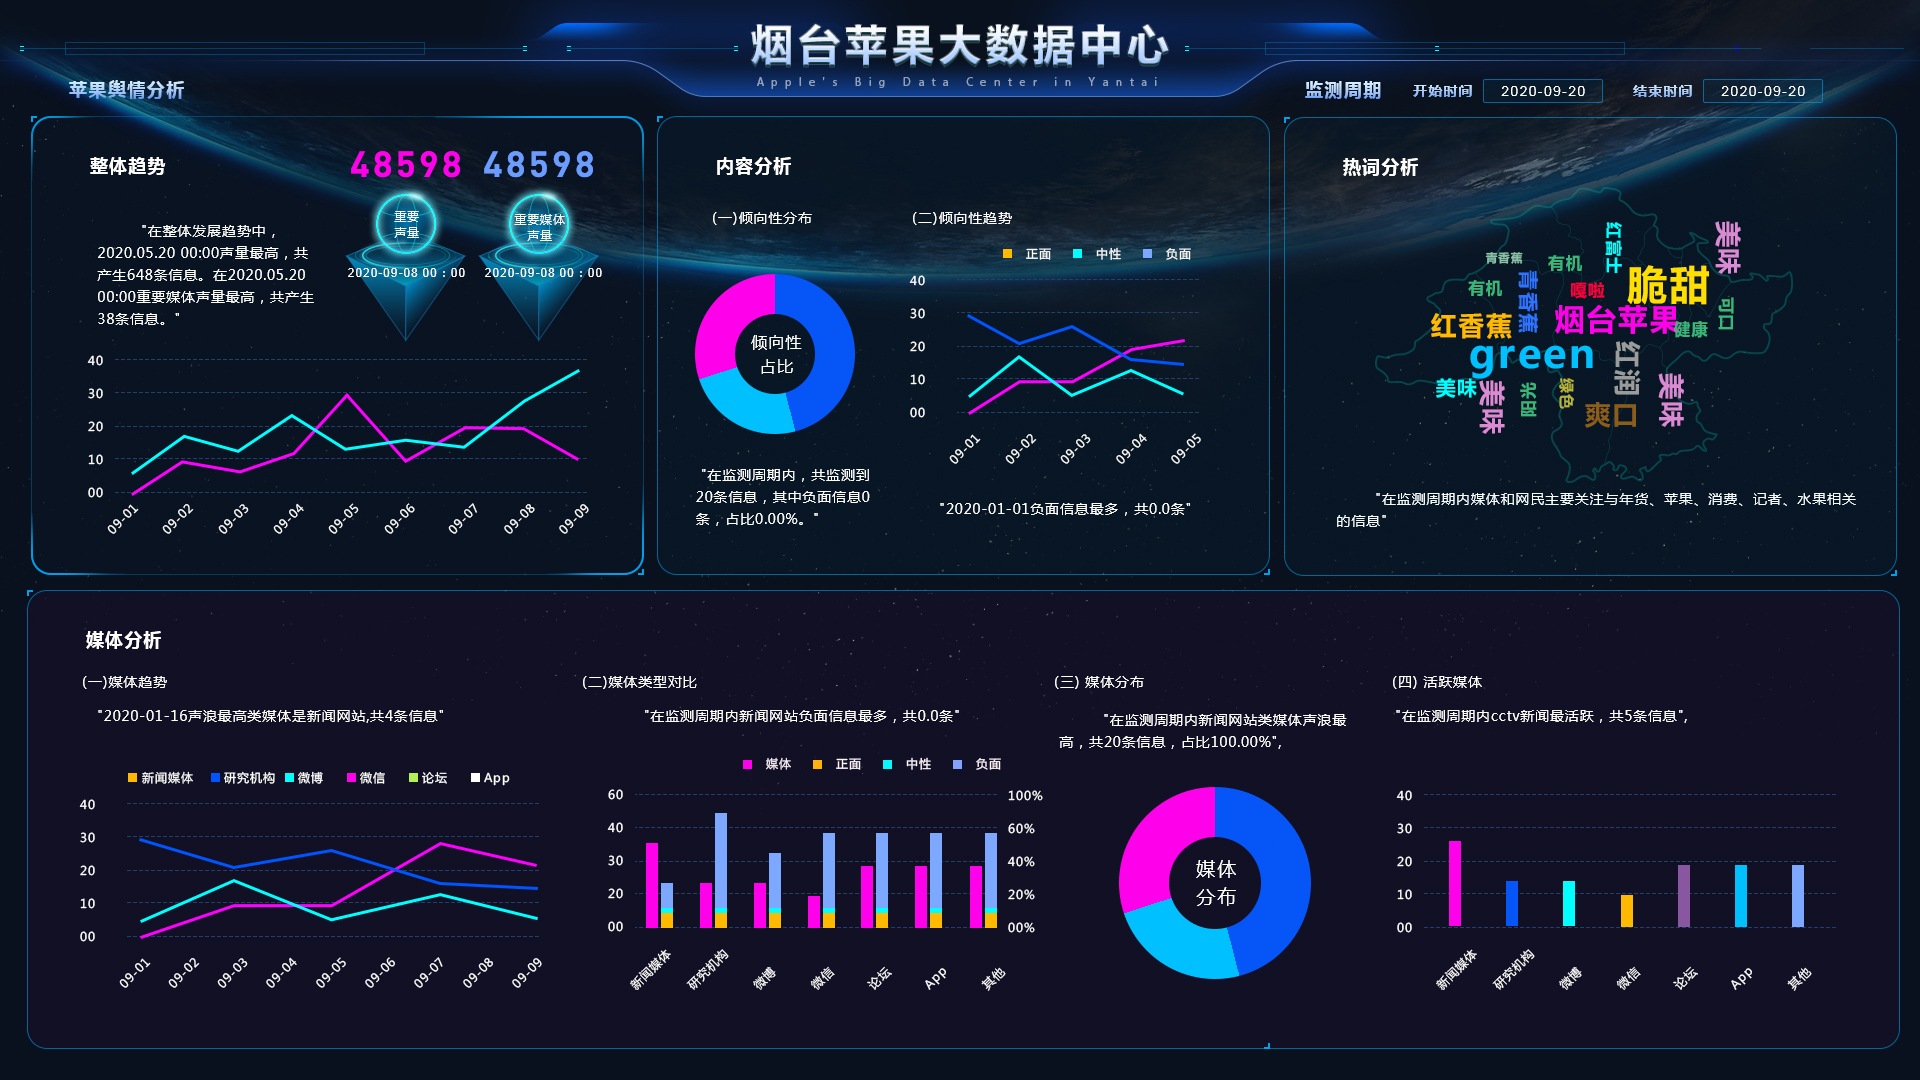 烟台苹果大数据中心
Apple's Big Data Center in Yantai
苹果舆情分析
监测周期
开始时间
2020-09-20
结束时间
2020-09-20
整体趋势
48598
48598
重要
声量
重要媒体
声量
2020-09-08 00：00
2020-09-08 00：00
"在整体发展趋势中，
2020.05.20 00:00声量最高，共
产生648条信息。在2020.05.20
00:00重要媒体声量最高，共产生
38条信息。"
40
30
20
10
00
09-01
09-02
09-03
09-04
09-05
09-06
09-07
09-08
09-09
内容分析
(一)倾向性分布
倾向性
占比
"在监测周期内，共监测到
20条信息，其中负面信息0
条，占比0.00%。"
(二)倾向性趋势
正面
中性
负面
40
30
20
10
00
09-01
09-02
09-03
09-04
09-05
"2020-01-01负面信息最多，共0.0条"
热词分析
红富士
美味
青香蕉
有机
脆甜
有机
青香蕉
嘎啦
可口
红香蕉
烟台苹果
健康
green
红润
美味
美味
阳光
绿色
爽口
美味
"在监测周期内媒体和网民主要关注与年货、苹果、消费、记者、水果相关
的信息"
媒体分析
(一)媒体趋势
"2020-01-16声浪最高类媒体是新闻网站,共4条信息"
新闻媒体
研究机构
微博
微信
论坛
App
40
30
20
10
00
09-01
09-02
09-03
09-04
09-05
09-06
09-07
09-08
09-09
(二)媒体类型对比
"在监测周期内新闻网站负面信息最多，共0.0条"
媒体
正面
中性
负面
60
40
30
20
00
100%
60%
40%
20%
00%
新闻媒体
研究机构
微博
微信
论坛
App
其他
(三) 媒体分布
"在监测周期内新闻网站类媒体声浪最
高，共20条信息，占比100.00%",
媒体
分布
(四) 活跃媒体
"在监测周期内cctv新闻最活跃，共5条信息",
40
30
20
10
00
新闻媒体
研究机构
微博
微信
论坛
App
其他